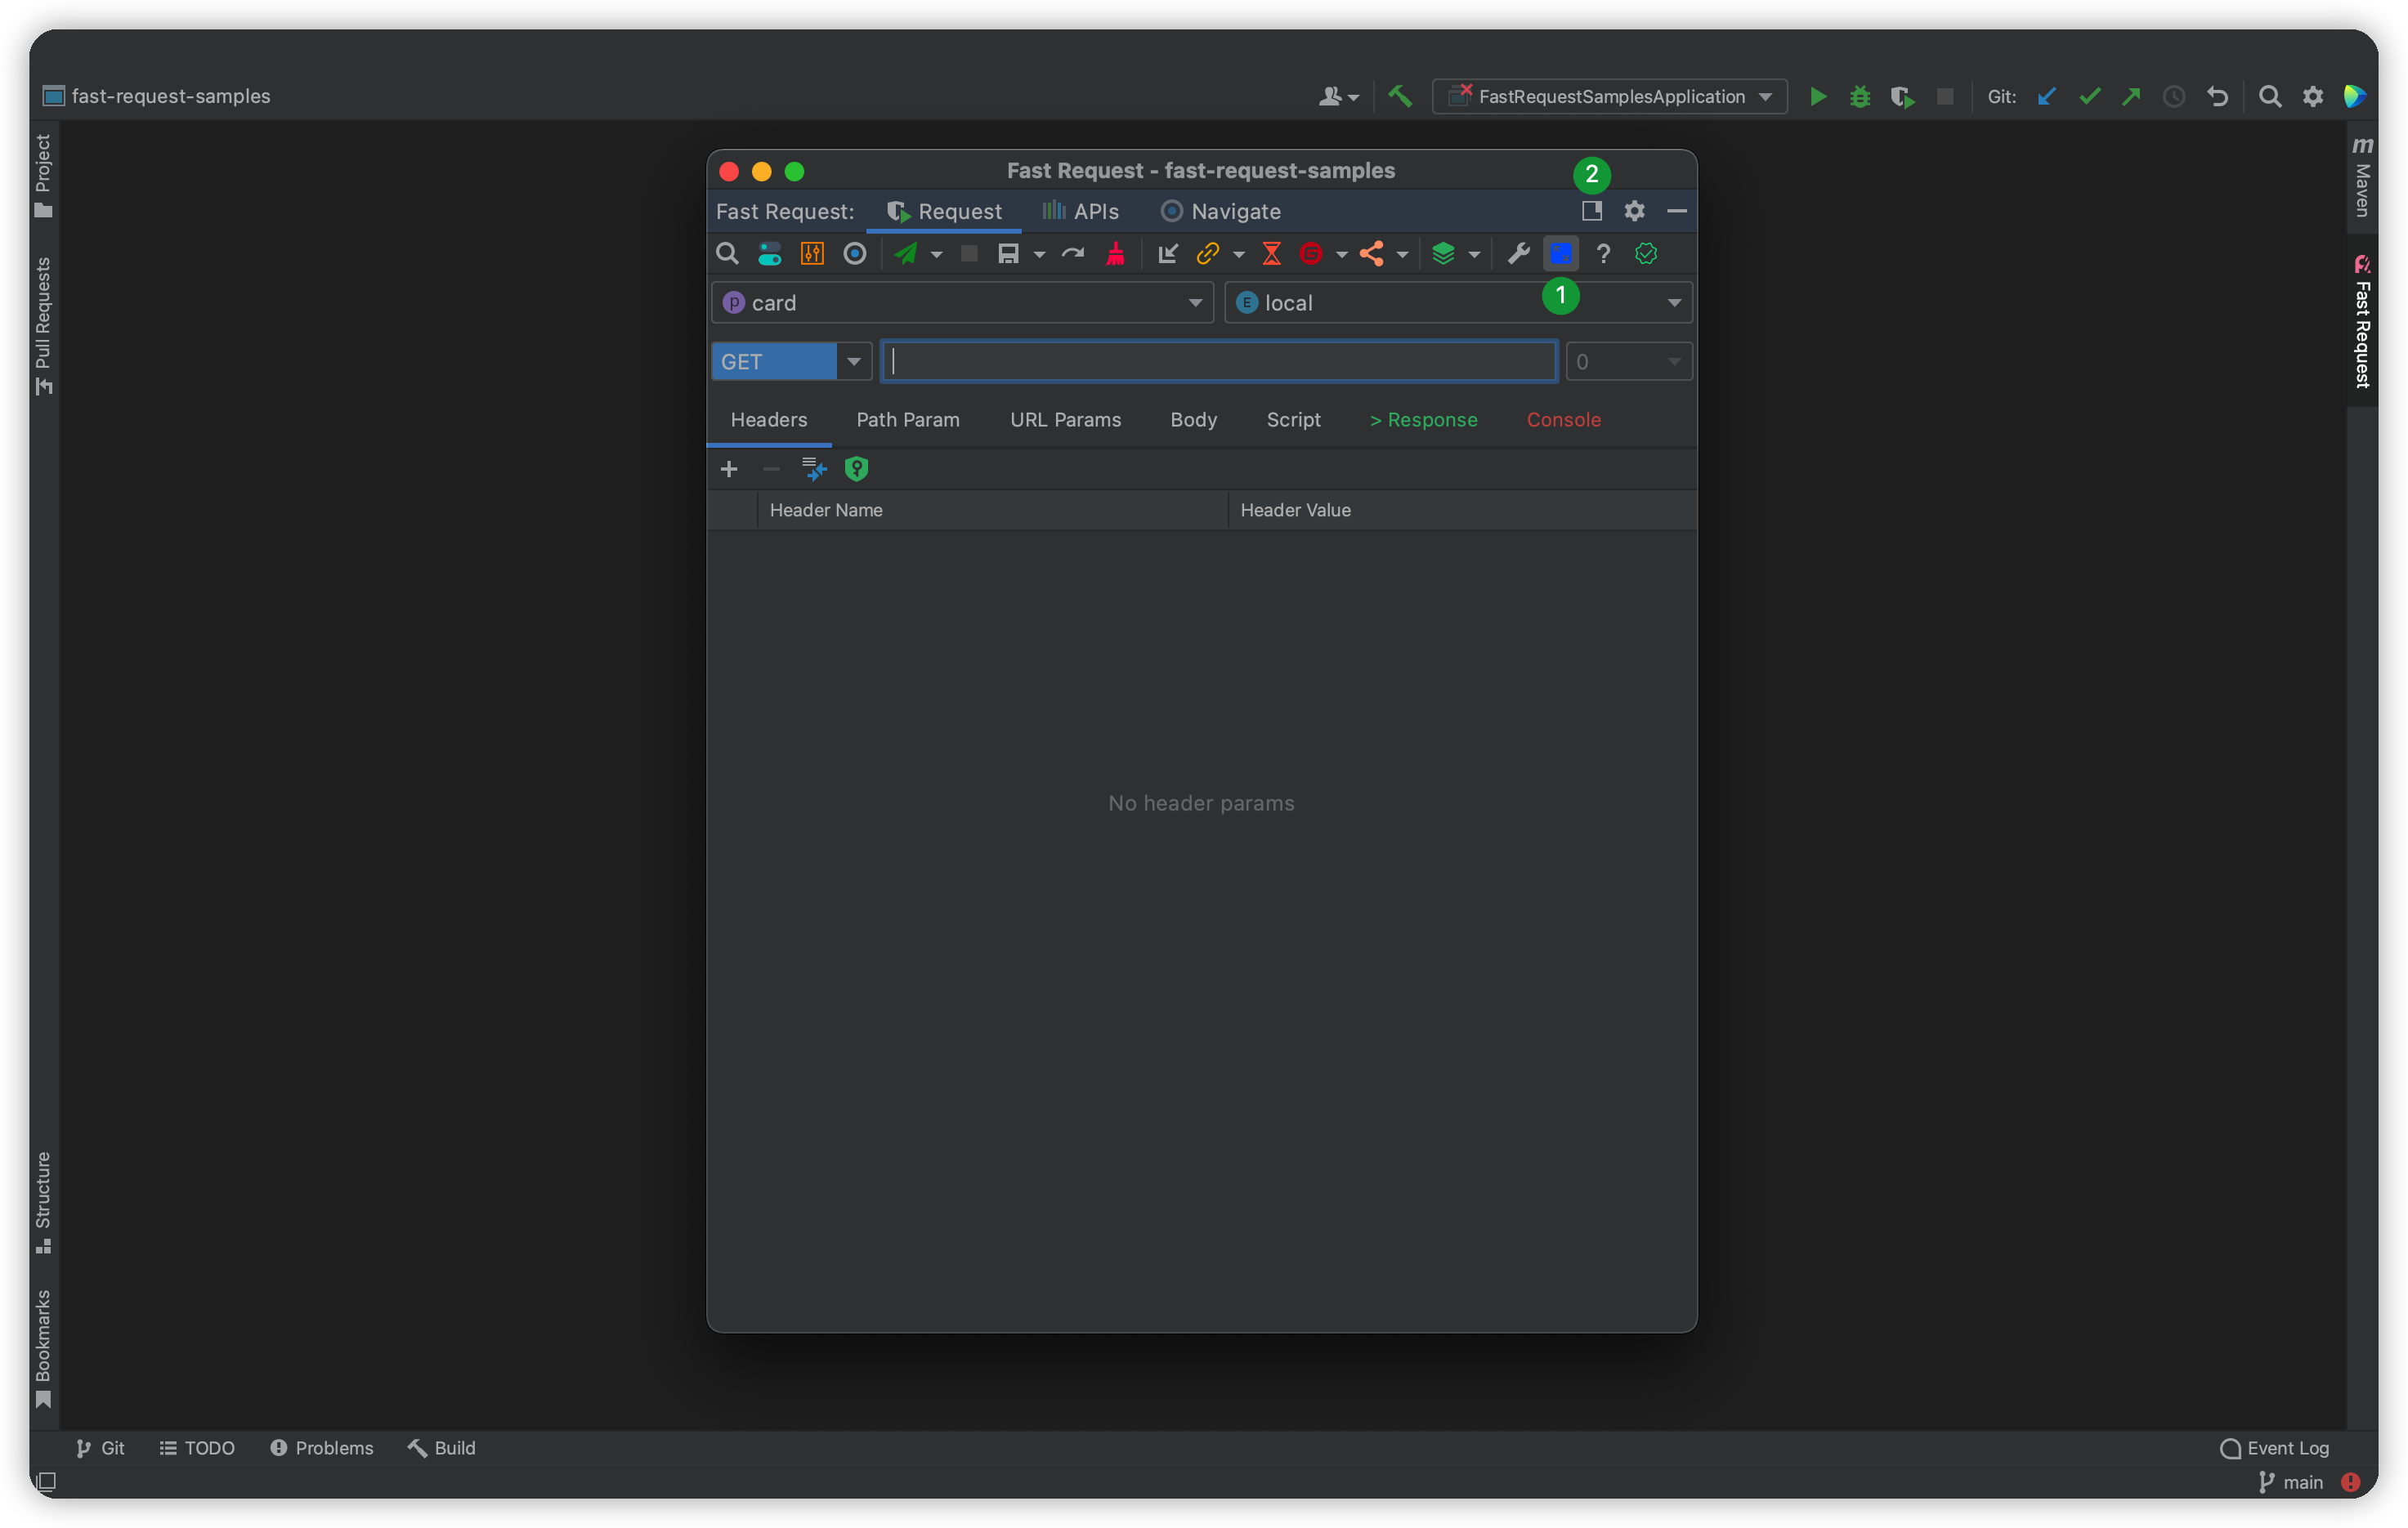 fast-request-samples
FastRequestSamplesApplication
Git:
Project
Pull Requests
Structure
Bookmarks
Fast Request - fast-request-samples
2
Fast Request: Request APIs Navigate
G
?
p card
E local
1
GET
0
Headers Path Param URL Params Body Script > Response Console
Header Name Header Value
No header params
m Maven
Fast Request
Git TODO Problems Build
Event Log
main